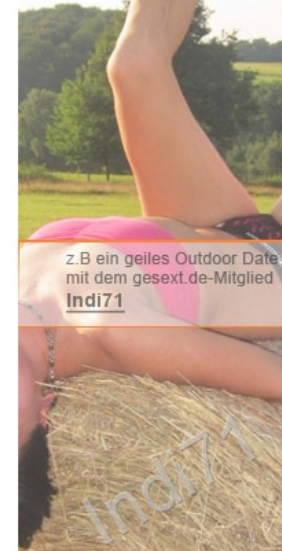 z.B ein geiles Outdoor Date
mit dem gesext.de-Mitglied
Indi71
Indi71